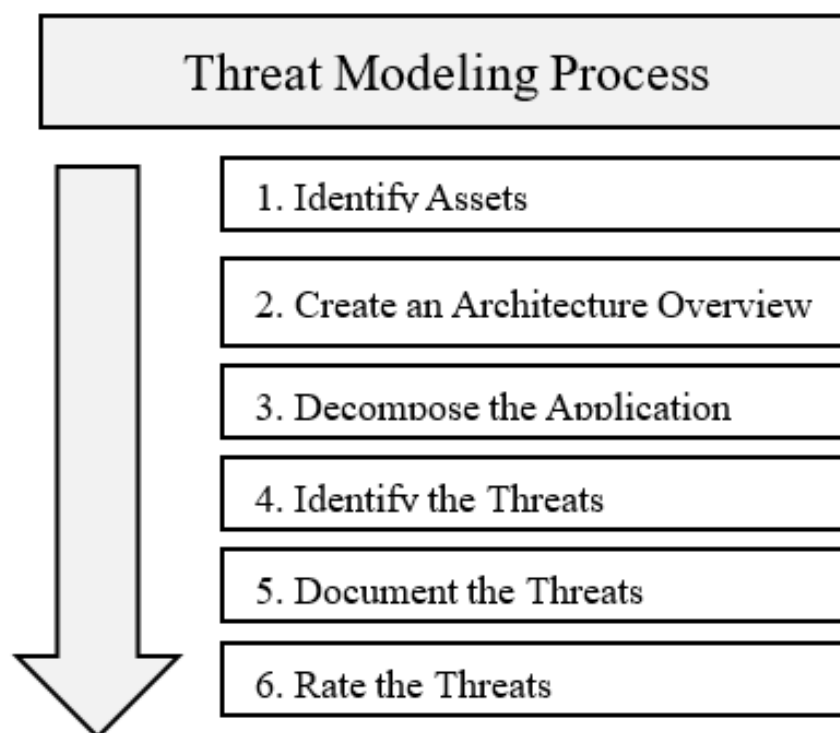 Threat Modeling Process
1. Identify Assets
2. Create an Architecture Overview
3. Decompose the Application
4. Identify the Threats
5. Document the Threats
6. Rate the Threats